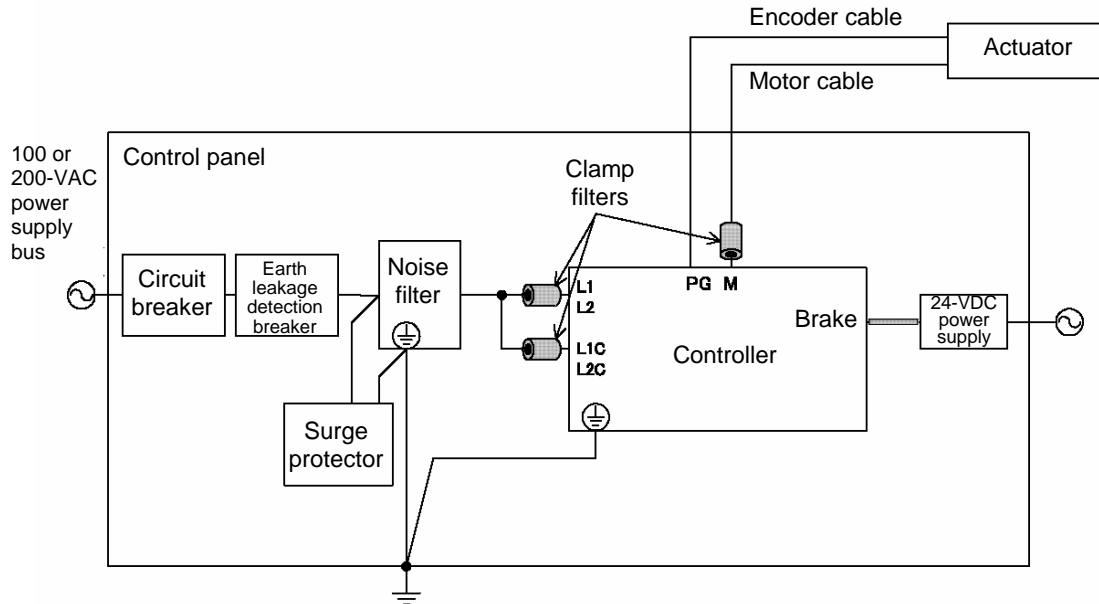 Encoder cable
Actuator
Motor cable
100 or
200-VAC
power
supply
bus
Control panel
Clamp
filters
Circuit
breaker
Earth
leakage
detection
breaker
Noise
filter
L1
L2
L1C
L2C
PG M
Brake
Controller
24-VDC
power
supply
Surge
protector